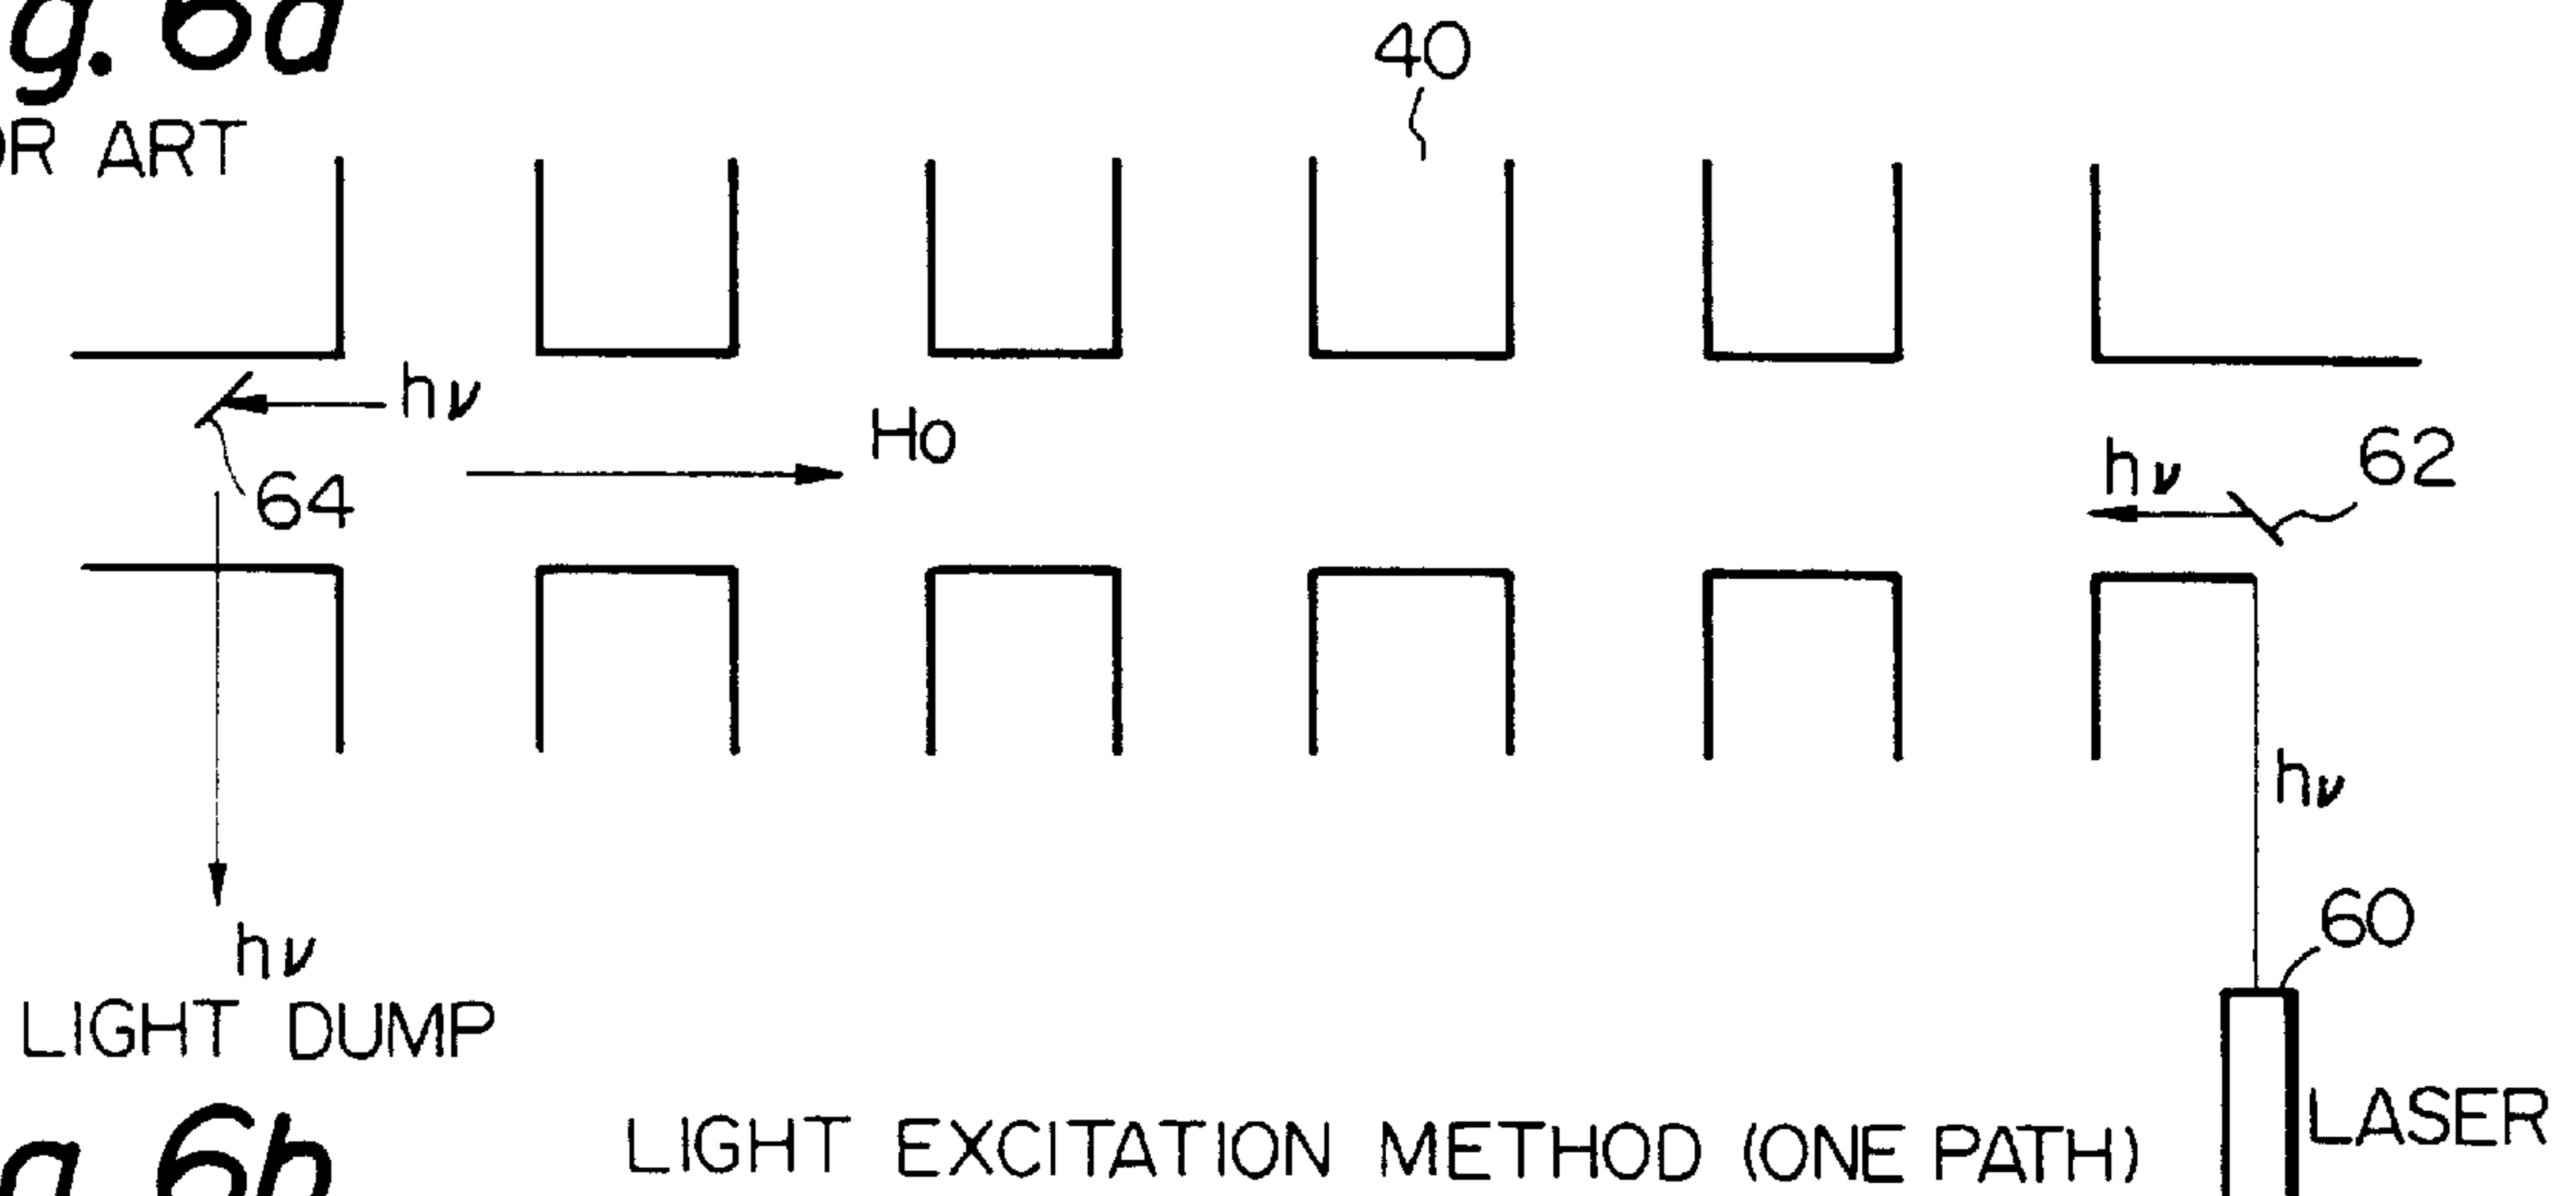 g. 6a
OR ART
40
hν
Ho
64
hν
62
hν
hν
60
LIGHT DUMP
LASER
LIGHT EXCITATION METHOD (ONE PATH)
g. 6b